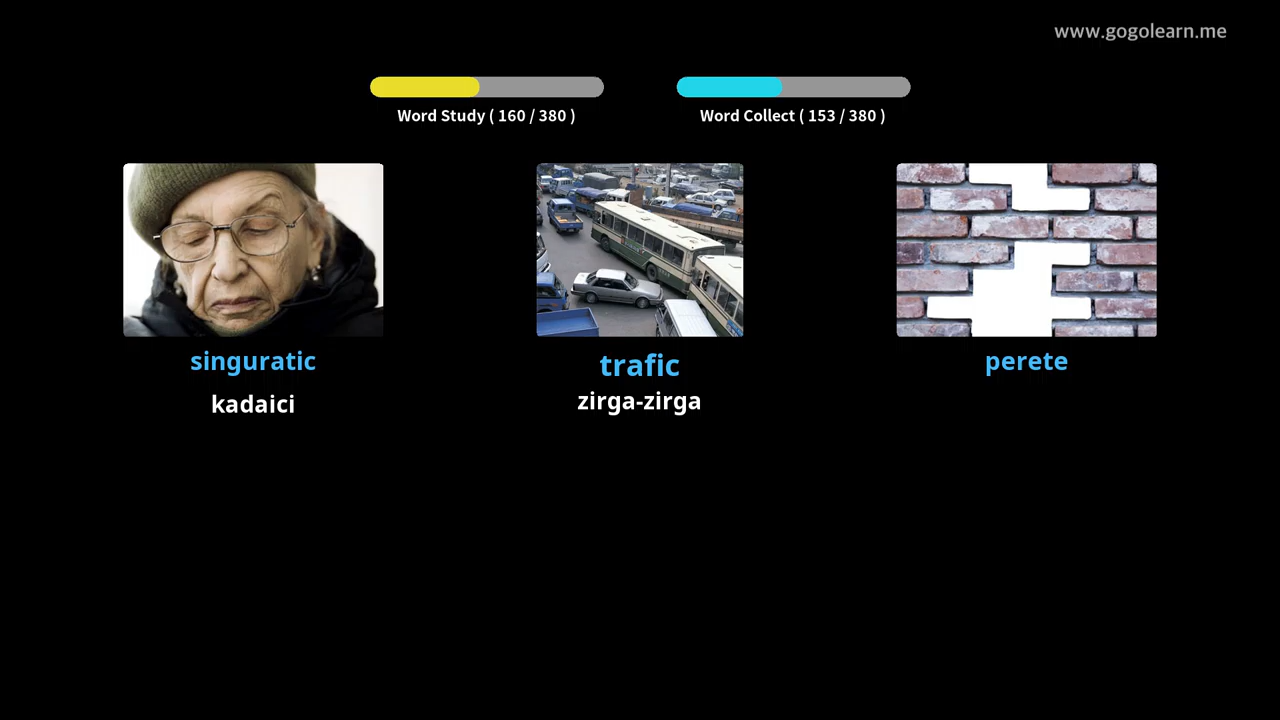 www.gogolearn.me
Word Study ( 160 / 380 )
Word Collect ( 153 / 380 )
singuratic
kadaici
trafic
zirga-zirga
perete